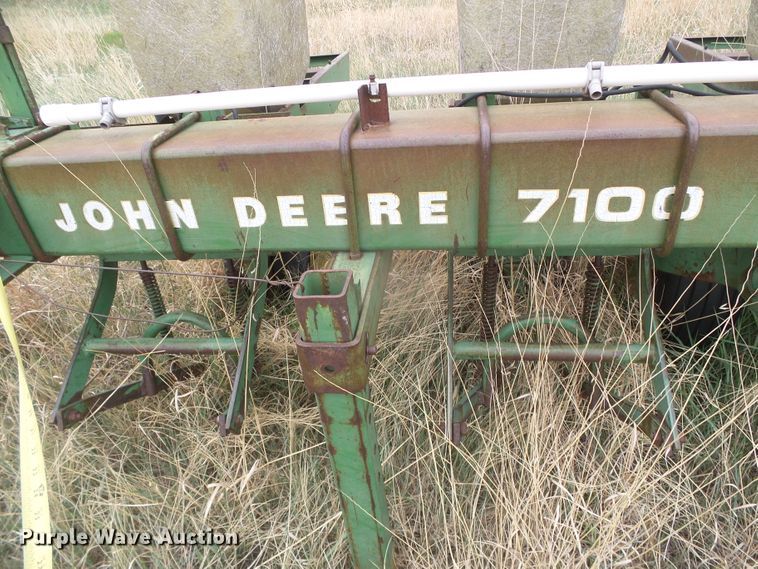 JOHN DEERE 7100
Purple Wave Auction